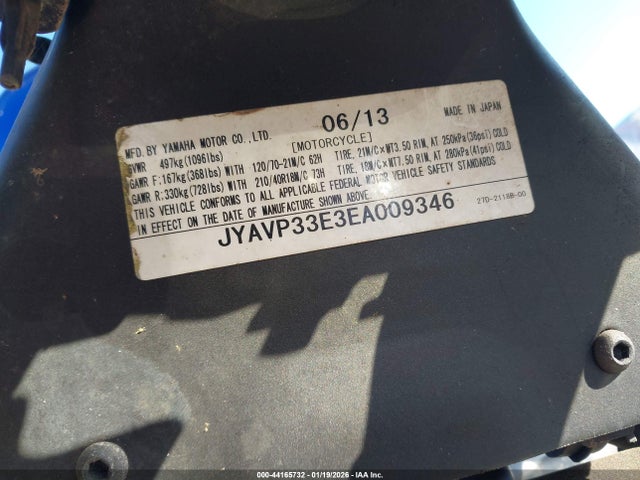 MFD. BY YAMAHA MOTOR CO., LTD. 06/13 MADE IN JAPAN
GVWR 497kg(1096lbs) [MOTORCYCLE]
GAWR F:167kg(368lbs) WITH 120/70-21M/C 62H TIRE, 21M/C×MT3.50 RIM, AT 250kPa(36psi) COLD
GAWR R:330kg(728lbs) WITH 210/40R18M/C 73H TIRE, 18M/C×MT7.50 RIM, AT 280kPa(41psi) COLD
THIS VEHICLE CONFORMS TO ALL APPLICABLE FEDERAL MOTOR VEHICLE SAFETY STANDARDS
IN EFFECT ON THE DATE OF MANUFACTURE SHOWN ABOVE.
JYAVP33E3EA009346 27D-2118B-00
000-44165732 - 01/19/2026 - IAA Corp.